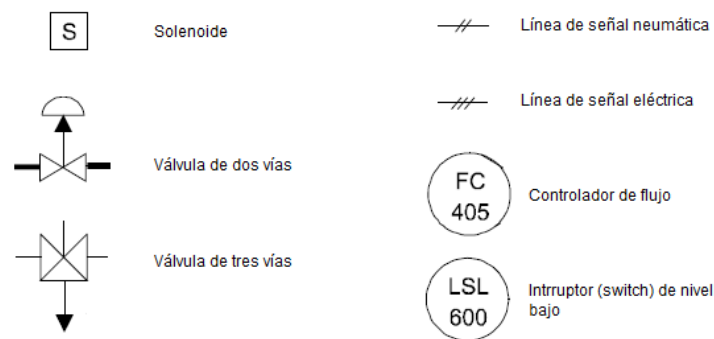 S
Solenoide
Válvula de dos vías
Válvula de tres vías
Línea de señal neumática
Línea de señal eléctrica
FC
405
Controlador de flujo
LSL
600
Intrruptor (switch) de nivel
bajo